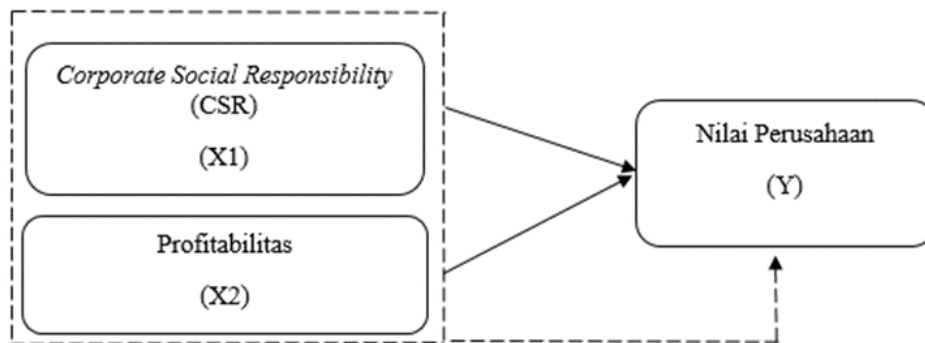 Corporate Social Responsibility
(CSR)
(X1)
Profitabilitas
(X2)
Nilai Perusahaan
(Y)